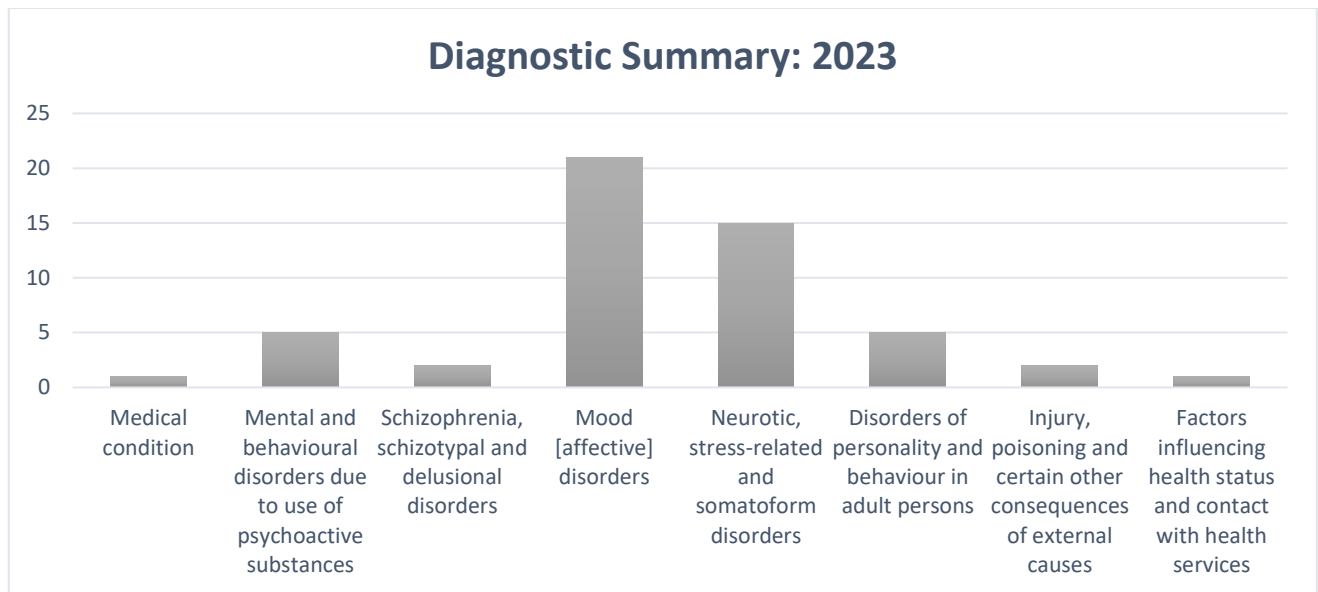 Diagnostic Summary: 2023
25
20
15
10
5
0
Medical
condition
Mental and
behavioural
disorders due
to use of
psychoactive
substances
Schizophrenia,
schizotypal and
delusional
disorders
Mood
[affective]
disorders
Neurotic,
stress-related
and
somatoform
disorders
Disorders of
personality and
behaviour in
adult persons
Injury,
poisoning and
certain other
consequences
of external
causes
Factors
influencing
health status
and contact
with health
services